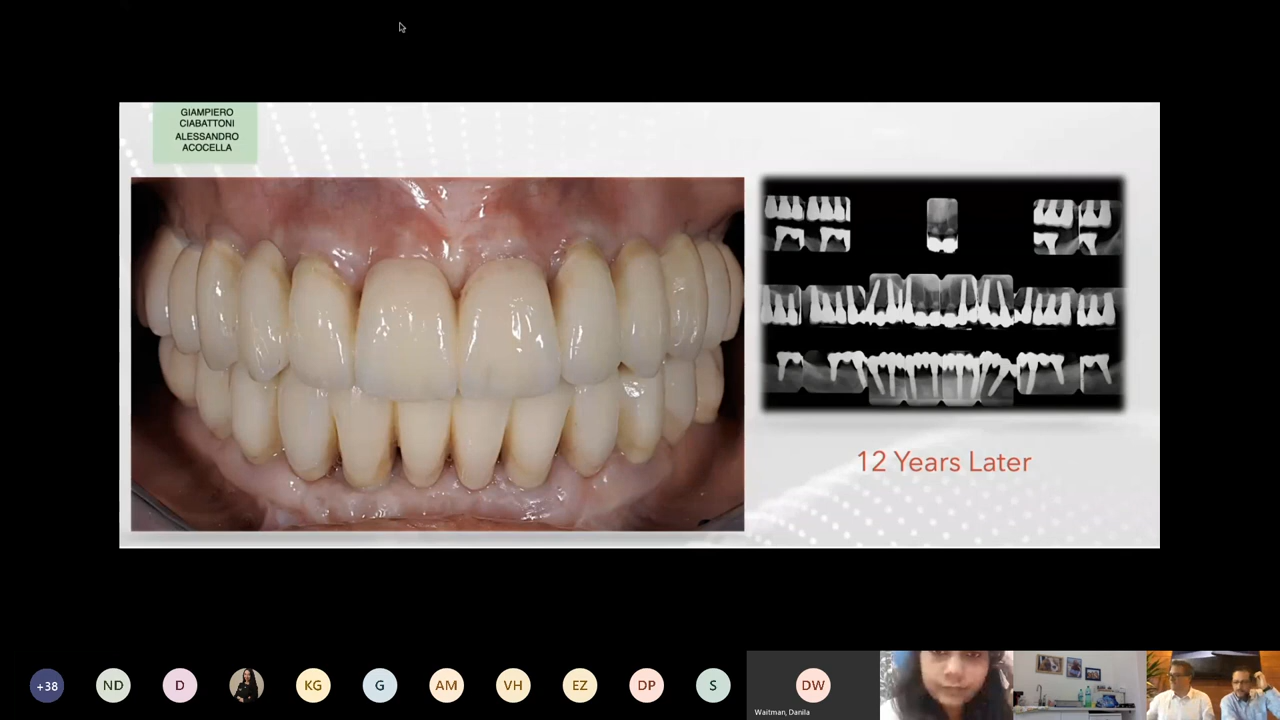 GIAMPIERO
CIABATTONI
ALESSANDRO
ACOCELLA
12 Years Later
+38
ND
D
KG
G
AM
VH
EZ
DP
S
DW
Waitman, Danila